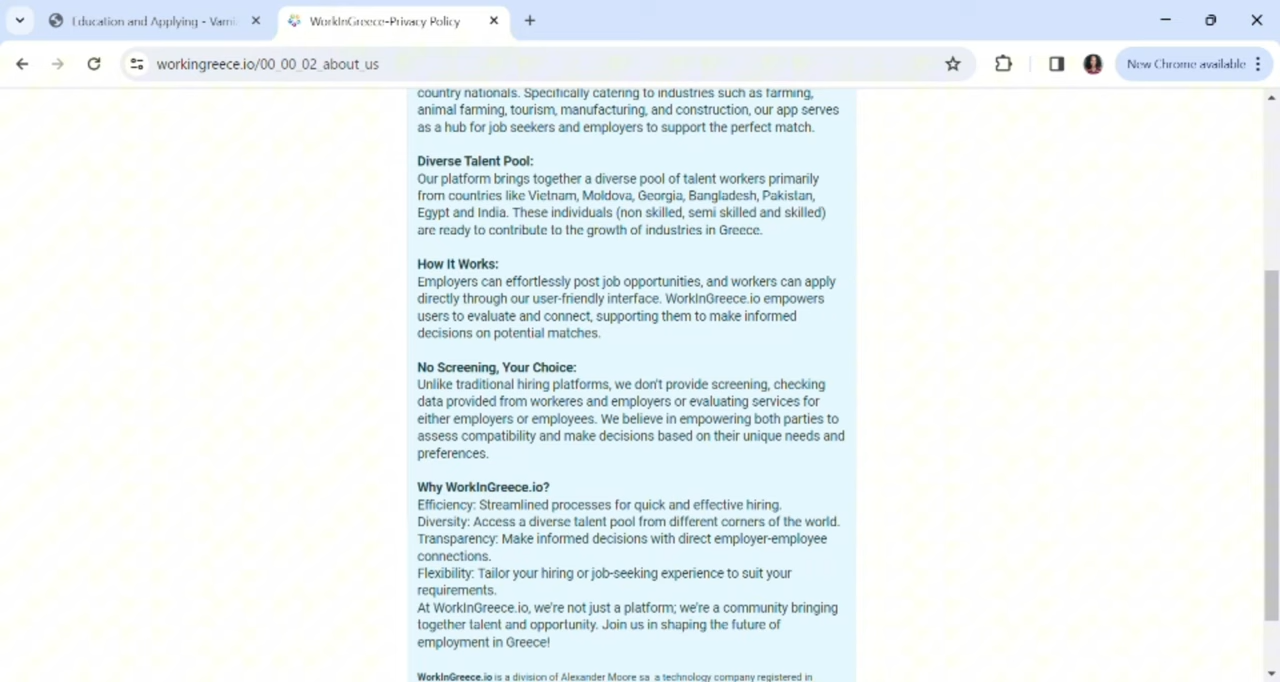 Education and Applying - Vami
WorkInGreece-Privacy Policy
workingreece.io/00_00_02_about_us
New Chrome available
country nationals. Specifically catering to industries such as farming,
animal farming, tourism, manufacturing, and construction, our app serves
as a hub for job seekers and employers to support the perfect match.
Diverse Talent Pool:
Our platform brings together a diverse pool of talent workers primarily
from countries like Vietnam, Moldova, Georgia, Bangladesh, Pakistan,
Egypt and India. These individuals (non skilled, semi skilled and skilled)
are ready to contribute to the growth of industries in Greece.
How It Works:
Employers can effortlessly post job opportunities, and workers can apply
directly through our user-friendly interface. WorkInGreece.io empowers
users to evaluate and connect, supporting them to make informed
decisions on potential matches.
No Screening, Your Choice:
Unlike traditional hiring platforms, we don't provide screening, checking
data provided from workeres and employers or evaluating services for
either employers or employees. We believe in empowering both parties to
assess compatibility and make decisions based on their unique needs and
preferences.
Why WorkInGreece.io?
Efficiency: Streamlined processes for quick and effective hiring.
Diversity: Access a diverse talent pool from different corners of the world.
Transparency: Make informed decisions with direct employer-employee
connections.
Flexibility: Tailor your hiring or job-seeking experience to suit your
requirements.
At WorkInGreece.io, we're not just a platform; we're a community bringing
together talent and opportunity. Join us in shaping the future of
employment in Greece!
WorkInGreece.io is a division of Alexander Moore sa a technology company registered in